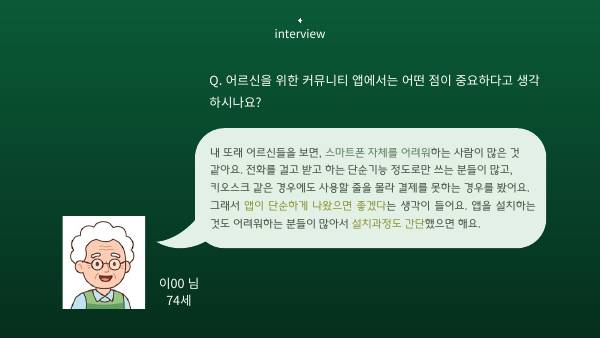 interview
Q. 어르신을 위한 커뮤니티 앱에서는 어떤 점이 중요하다고 생각
하시나요?
내 또래 어르신들을 보면, 스마트폰 자체를 어려워하는 사람이 많은 것
같아요. 전화를 걸고 받고 하는 단순기능 정도로만 쓰는 분들이 많고,
키오스크 같은 경우에도 사용할 줄을 몰라 결제를 못하는 경우를 봤어요.
그래서 앱이 단순하게 나왔으면 좋겠다는 생각이 들어요. 앱을 설치하는
것도 어려워하는 분들이 많아서 설치과정도 간단했으면 해요.
이00 님
74세